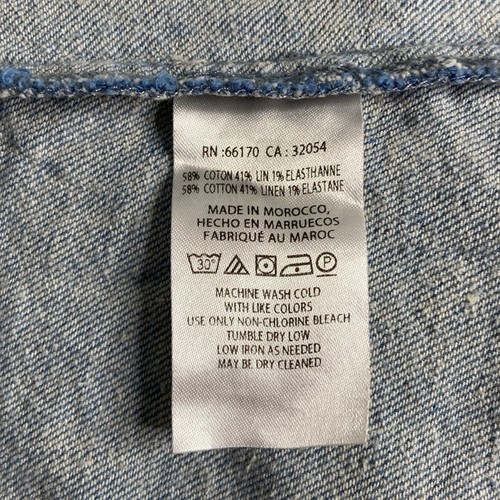 RN :66170 CA : 32054
58% COTON 41% LIN 1% ELASTHANNE
58% COTTON 41% LINEN 1% ELASTANE
MADE IN MOROCCO,
HECHO EN MARRUECOS
FABRIQUÉ AU MAROC
30° P
MACHINE WASH COLD
WITH LIKE COLORS
USE ONLY NON-CHLORINE BLEACH
TUMBLE DRY LOW
LOW IRON AS NEEDED
MAY BE DRY CLEANED